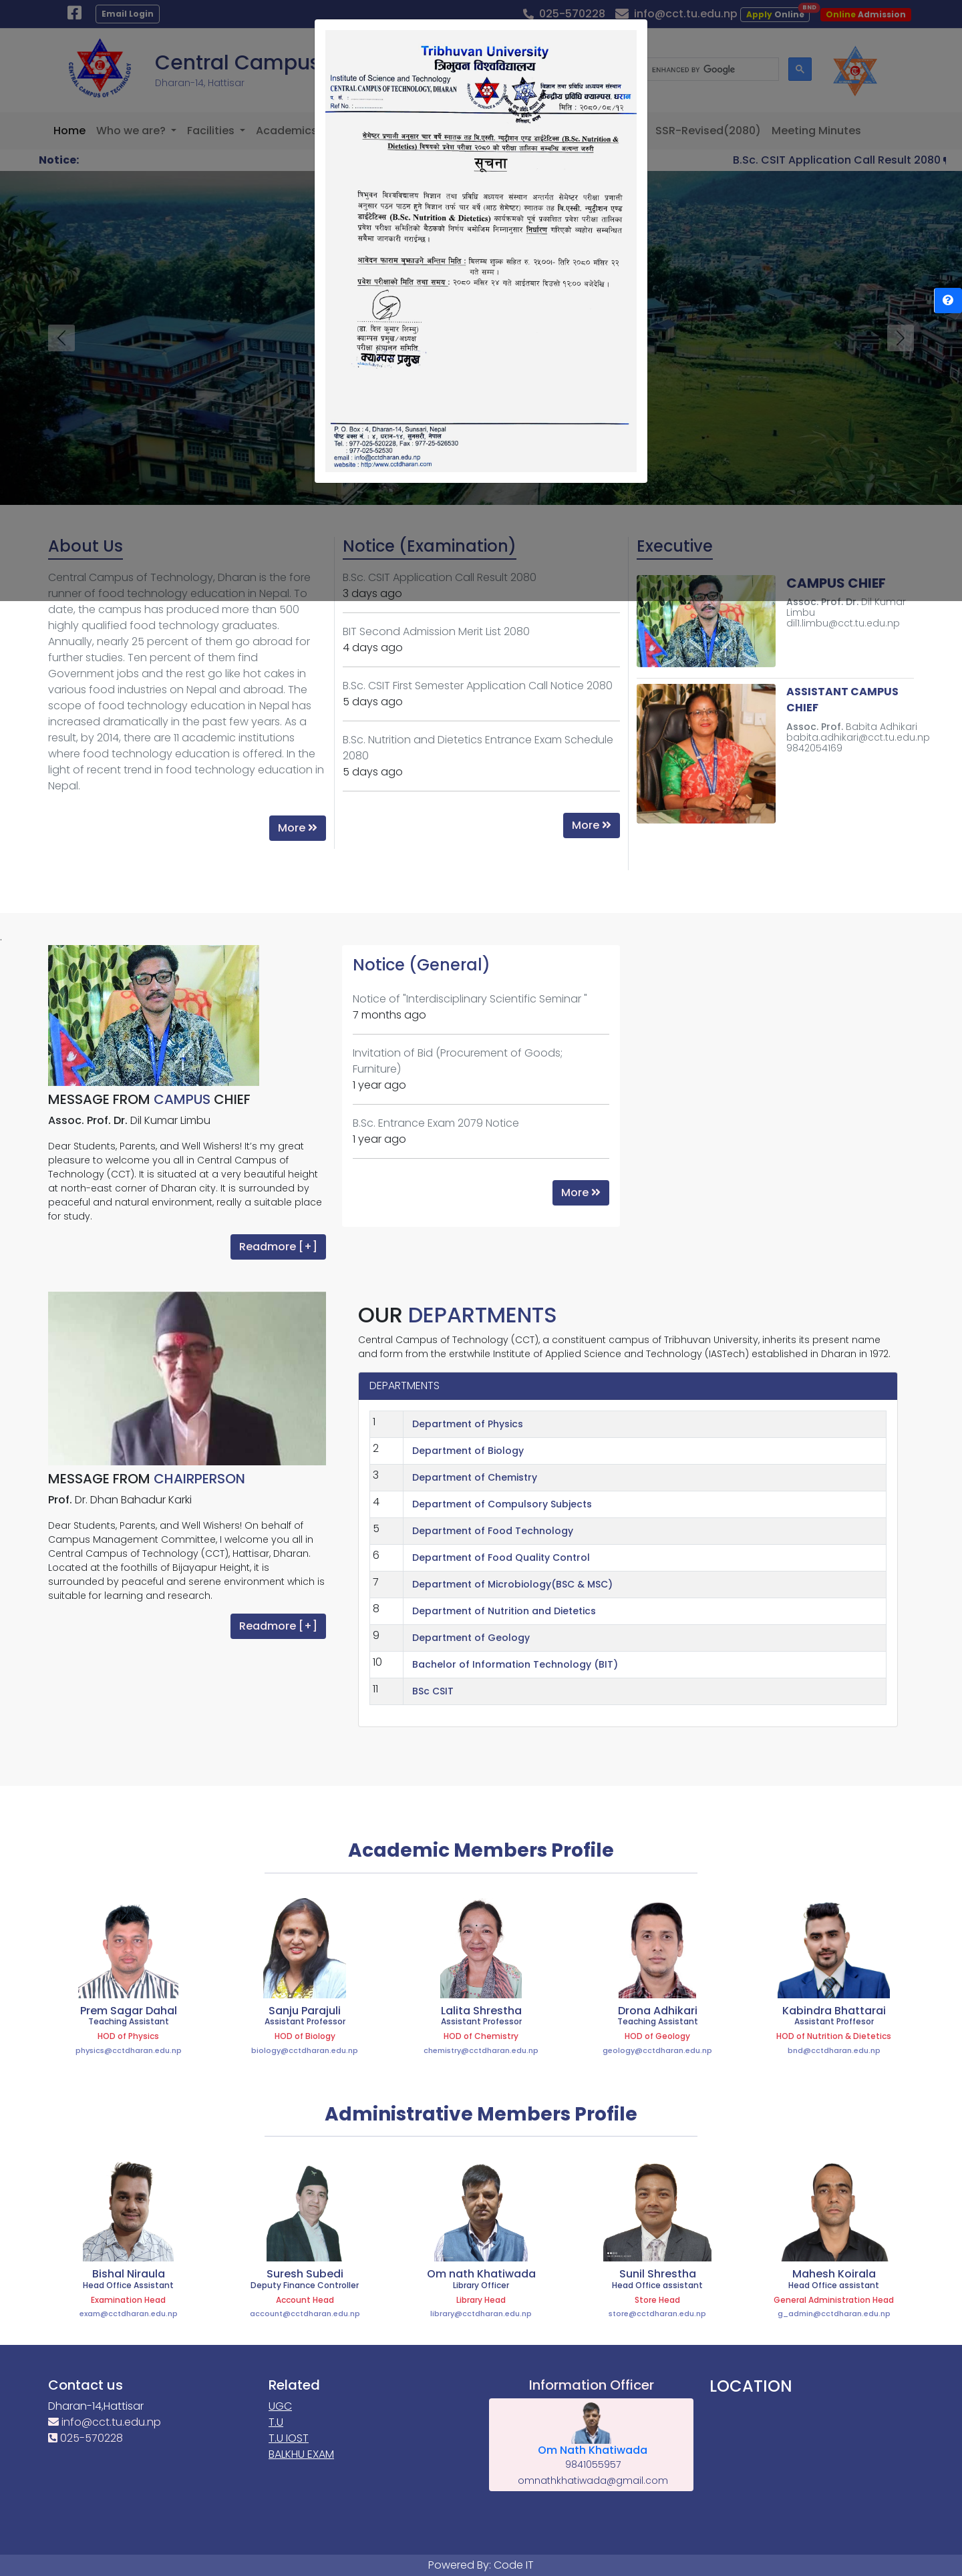 Email Login
025-570228
info@cct.tu.edu.np
Apply Online
BND
Online Admission
Central Campus
Dharan-14, Hattisar
ENHANCED BY Google
Home
Who we are?
Facilities
Academics
SSR-Revised(2080)
Meeting Minutes
Notice:
B.Sc. CSIT Application Call Result 2080
Tribhuvan University
त्रिभुवन विश्वविद्यालय
Institute of Science and Technology
CENTRAL CAMPUS OF TECHNOLOGY, DHARAN
Ref No. :
केन्द्रीय प्रविधि क्याम्पस, धरान
मिति : २०८०/०८/१२
सेमेष्टर प्रणाली अनुसार चार बर्षे स्नातक तह बि.एस्सी. न्युट्रीशन एण्ड डाईटेटिक्स (B.Sc. Nutrition &
Dietetics) विषयको प्रवेश परीक्षा २०८० को परीक्षा तालिका सम्बन्धि अत्यन्त जरुरी
सूचना
त्रिभुवन विश्वविद्यालय विज्ञान तथा प्रविधि अध्ययन संस्थान अन्तर्गत सेमेष्टर परीक्षा प्रणाली
अनुसार पठन पाठन हुने विज्ञान तर्फ चार बर्षे (आठ सेमेष्टर) स्नातक तह बि.एस्सी. न्युट्रीशन एण्ड
डाईटेटिक्स (B.Sc. Nutrition & Dietetics) कार्यक्रमको पूर्व प्रकाशित प्रवेश परीक्षा तालिका
प्रवेश परीक्षा समितिको बैठकको निर्णय बमोजिम निम्नानुसार निर्धारण गरिएको व्यहोरा सम्बन्धित
सबैमा जानकारी गराईन्छ।
आवेदन फाराम बुझाउने अन्तिम मिति : बिलम्ब शुल्क सहित रु. २५००।- तिरि २०८० मंसिर २२
गते सम्म।
प्रवेश परीक्षाको मिति तथा समय : २०८० मंसिर २४ गते आईतबार दिउसो १२:०० बजेदेखि।
(डा. दिल कुमार लिम्बु)
क्याम्पस प्रमुख एवं अध्यक्ष
परीक्षा संचालन समिति
क्याम्पस प्रमुख
P. O. Box : 4, Dharan-14, Sunsari, Nepal
पोष्ट बक्स नं. : ४, धरान-१४, सुनसरी, नेपाल
Tel. : 977-025-520228, Fax : 977-25-526530
: 977-025-52530
email : info@cctdharan.edu.np
website : http:/www.cctdharan.com
About Us
Central Campus of Technology, Dharan is the fore
runner of food technology education in Nepal. To
date, the campus has produced more than 500
highly qualified food technology graduates.
Annually, nearly 25 percent of them go abroad for
further studies. Ten percent of them find
Government jobs and the rest go like hot cakes in
various food industries on Nepal and abroad. The
scope of food technology education in Nepal has
increased dramatically in the past few years. As a
result, by 2014, there are 11 academic institutions
where food technology education is offered. In the
light of recent trend in food technology education in
Nepal.
More
Notice (Examination)
B.Sc. CSIT Application Call Result 2080
3 days ago
BIT Second Admission Merit List 2080
4 days ago
B.Sc. CSIT First Semester Application Call Notice 2080
5 days ago
B.Sc. Nutrition and Dietetics Entrance Exam Schedule
2080
5 days ago
More
Executive
CAMPUS CHIEF
Assoc. Prof. Dr. Dil Kumar
Limbu
dill.limbu@cct.tu.edu.np
ASSISTANT CAMPUS
CHIEF
Assoc. Prof. Babita Adhikari
babita.adhikari@cct.tu.edu.np
9842054169
MESSAGE FROM CAMPUS CHIEF
Assoc. Prof. Dr. Dil Kumar Limbu
Dear Students, Parents, and Well Wishers! It's my great
pleasure to welcome you all in Central Campus of
Technology (CCT). It is situated at a very beautiful height
at north-east corner of Dharan city. It is surrounded by
peaceful and natural environment, really a suitable place
for study.
Readmore [+]
Notice (General)
Notice of "Interdisciplinary Scientific Seminar "
7 months ago
Invitation of Bid (Procurement of Goods;
Furniture)
1 year ago
B.Sc. Entrance Exam 2079 Notice
1 year ago
More
MESSAGE FROM CHAIRPERSON
Prof. Dr. Dhan Bahadur Karki
Dear Students, Parents, and Well Wishers! On behalf of
Campus Management Committee, I welcome you all in
Central Campus of Technology (CCT), Hattisar, Dharan.
Located at the foothills of Bijayapur Height, it is
surrounded by peaceful and serene environment which is
suitable for learning and research.
Readmore [+]
OUR DEPARTMENTS
Central Campus of Technology (CCT), a constituent campus of Tribhuvan University, inherits its present name
and form from the erstwhile Institute of Applied Science and Technology (IASTech) established in Dharan in 1972.
DEPARTMENTS
1 Department of Physics
2 Department of Biology
3 Department of Chemistry
4 Department of Compulsory Subjects
5 Department of Food Technology
6 Department of Food Quality Control
7 Department of Microbiology(BSC & MSC)
8 Department of Nutrition and Dietetics
9 Department of Geology
10 Bachelor of Information Technology (BIT)
11 BSc CSIT
Academic Members Profile
Prem Sagar Dahal
Teaching Assistant
HOD of Physics
physics@cctdharan.edu.np
Sanju Parajuli
Assistant Professor
HOD of Biology
biology@cctdharan.edu.np
Lalita Shrestha
Assistant Professor
HOD of Chemistry
chemistry@cctdharan.edu.np
Drona Adhikari
Teaching Assistant
HOD of Geology
geology@cctdharan.edu.np
Kabindra Bhattarai
Assistant Proffesor
HOD of Nutrition & Dietetics
bnd@cctdharan.edu.np
Administrative Members Profile
Bishal Niraula
Head Office Assistant
Examination Head
exam@cctdharan.edu.np
Suresh Subedi
Deputy Finance Controller
Account Head
account@cctdharan.edu.np
Om nath Khatiwada
Library Officer
Library Head
library@cctdharan.edu.np
Sunil Shrestha
Head Office assistant
Store Head
store@cctdharan.edu.np
Mahesh Koirala
Head Office assistant
General Administration Head
g_admin@cctdharan.edu.np
Contact us
Dharan-14,Hattisar
info@cct.tu.edu.np
025-570228
Related
UGC
T.U
T.U IOST
BALKHU EXAM
Information Officer
Om Nath Khatiwada
9841055957
omnathkhatiwada@gmail.com
LOCATION
Powered By: Code IT